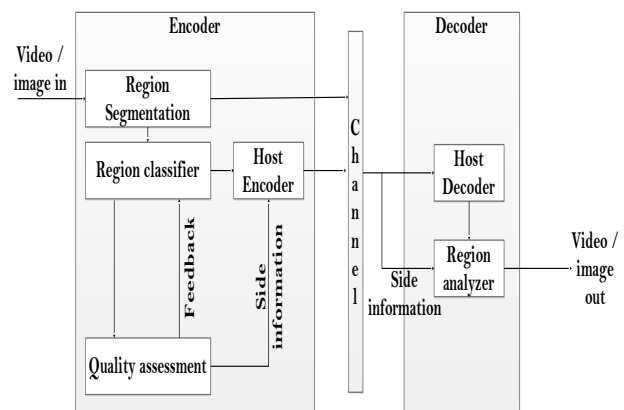 Encoder
Decoder
Video /
image in
Region
Segmentation
Region classifier
Host
Encoder
Feedback
Side
information
Quality assessment
C
h
a
n
n
e
l
Host
Decoder
Region
analyzer
Side
information
Video /
image
out